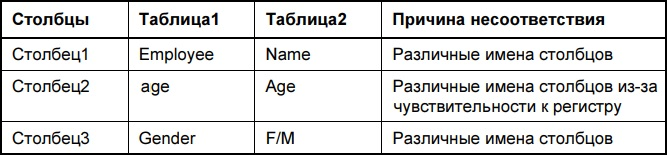 Столбцы Таблица1 Таблица2 Причина несоответствия
Столбец1 Employee Name Различные имена столбцов
Столбец2 age Age Различные имена столбцов из-за
чувствительности к регистру
Столбец3 Gender F/M Различные имена столбцов